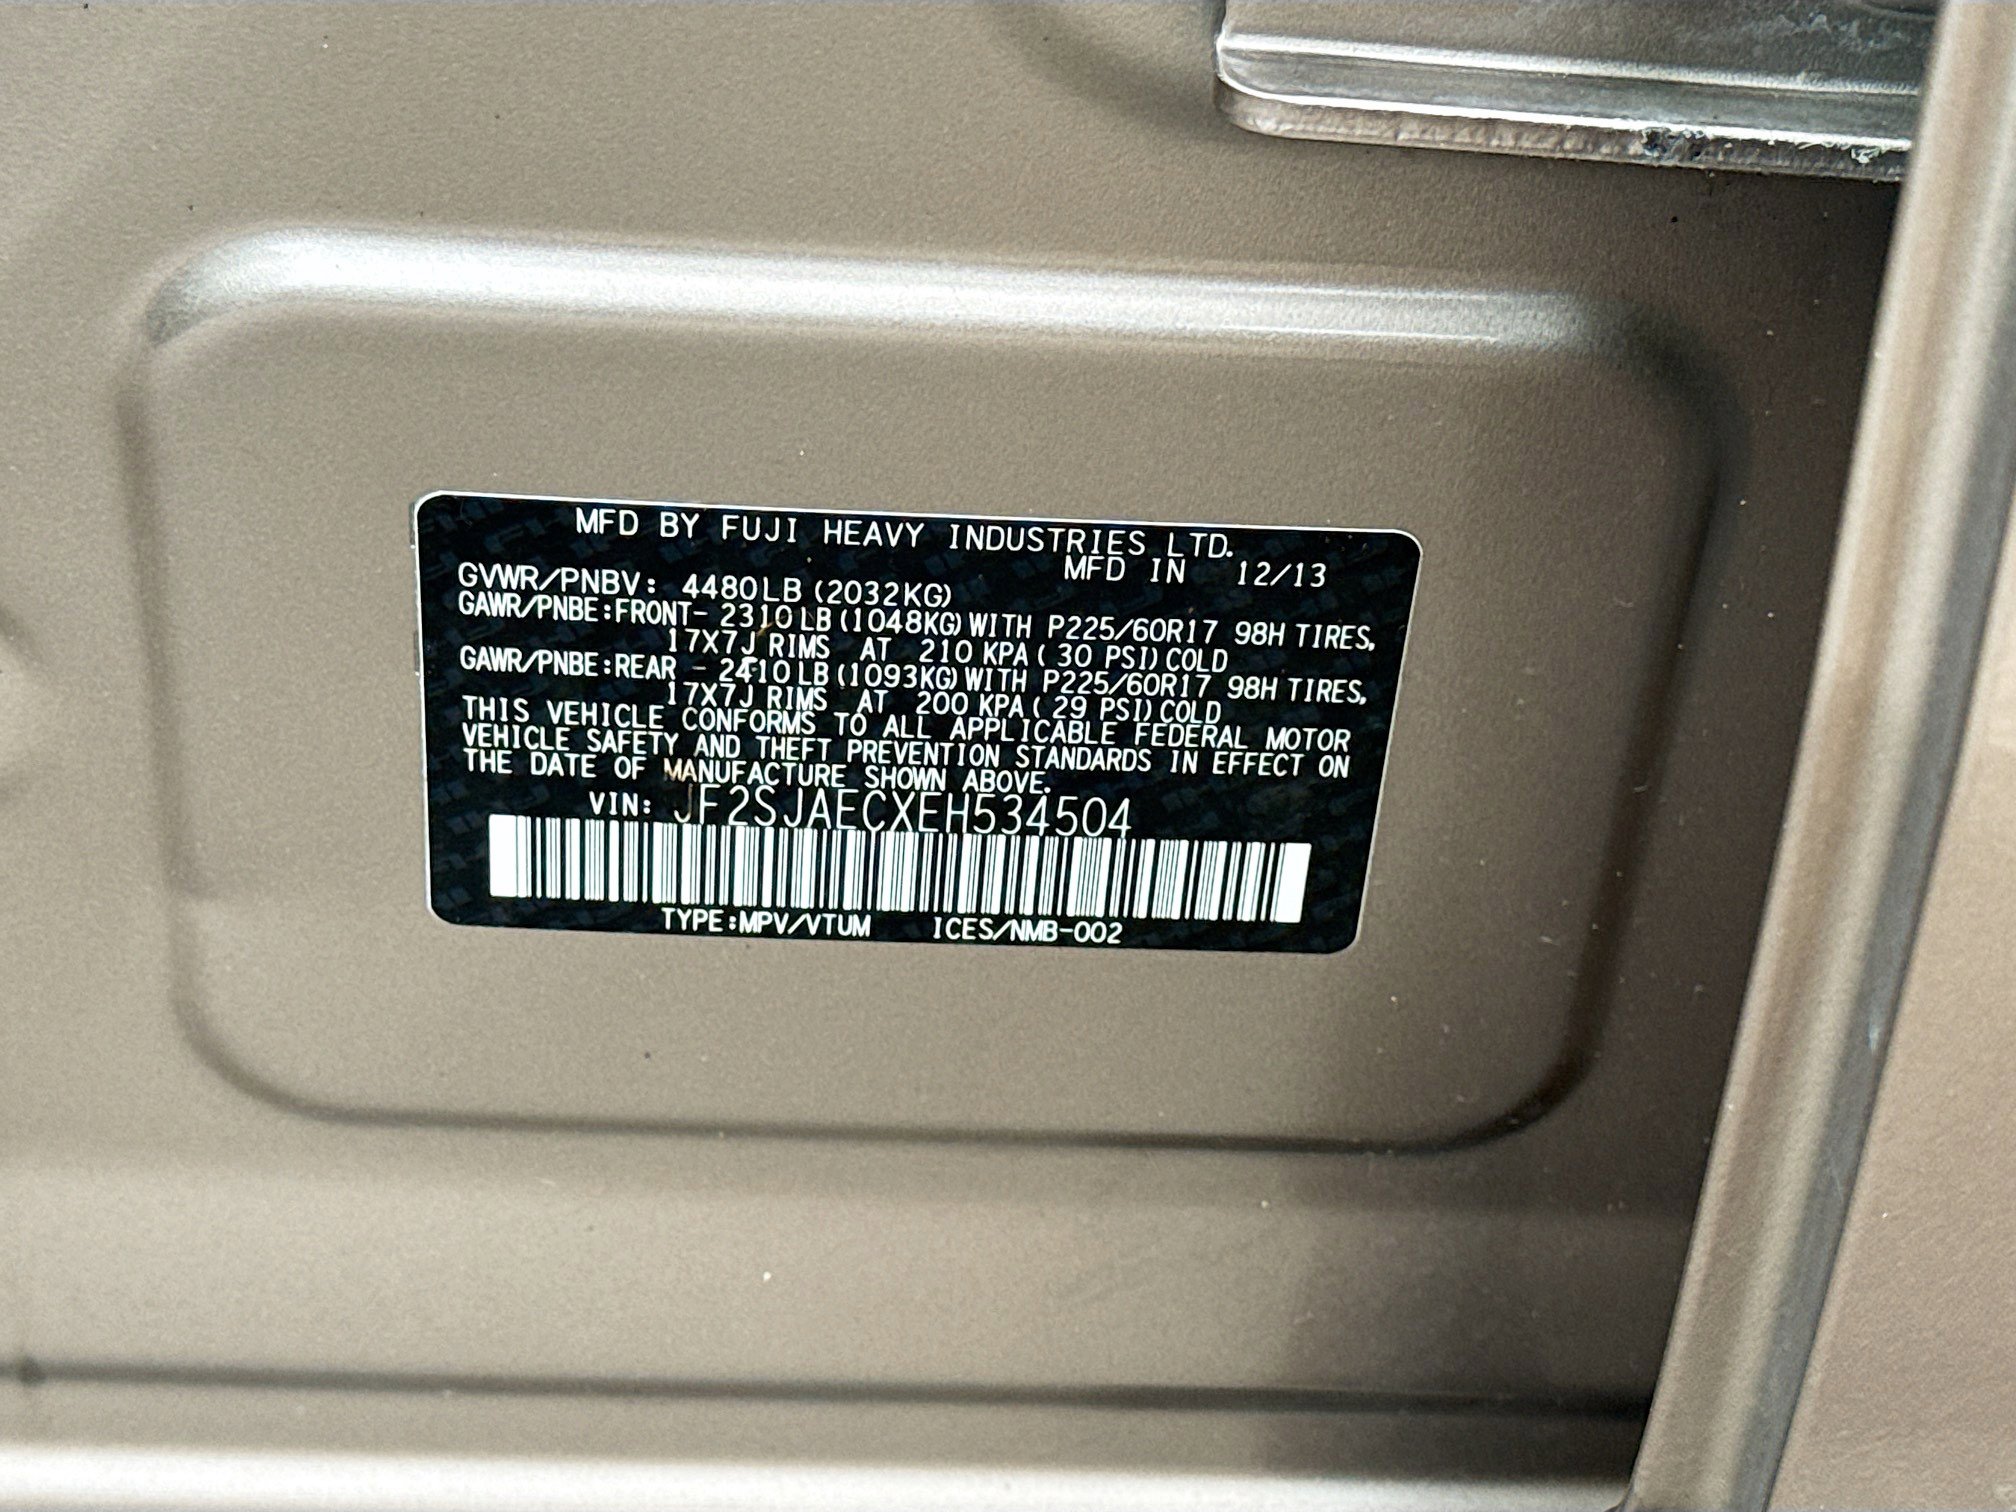 MFD BY FUJI HEAVY INDUSTRIES LTD.
MFD IN 12/13
GVWR/PNBV: 4480LB (2032KG)
GAWR/PNBE:FRONT- 2310LB(1048KG)WITH P225/60R17 98H TIRES,
17X7J RIMS AT 210 KPA( 30 PSI)COLD
GAWR/PNBE:REAR - 2410LB(1093KG)WITH P225/60R17 98H TIRES,
17X7J RIMS AT 200 KPA( 29 PSI)COLD
THIS VEHICLE CONFORMS TO ALL APPLICABLE FEDERAL MOTOR
VEHICLE SAFETY AND THEFT PREVENTION STANDARDS IN EFFECT ON
THE DATE OF MANUFACTURE SHOWN ABOVE.
VIN: JF2SJAECXEH534504
TYPE:MPV/VTUM ICES/NMB-002